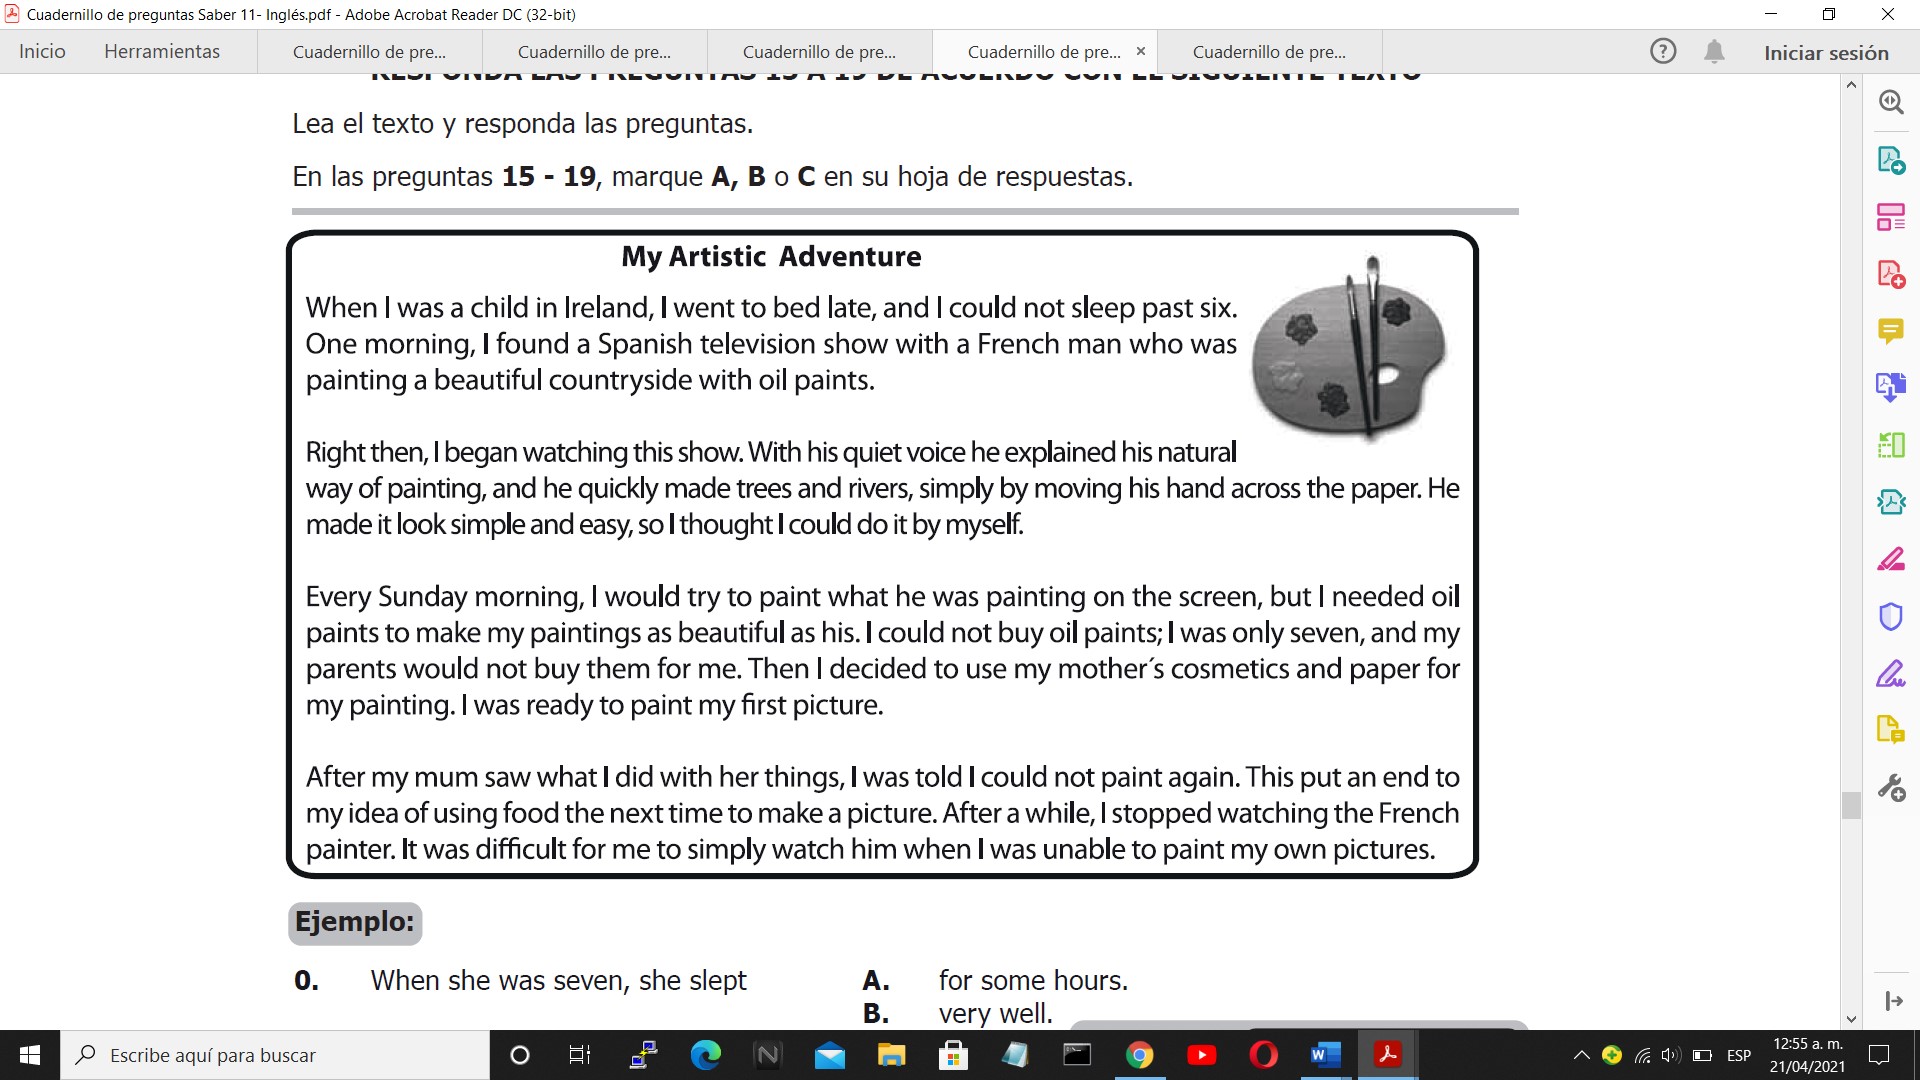 Cuadernillo de preguntas Saber 11- Inglés.pdf - Adobe Acrobat Reader DC (32-bit)
Inicio Herramientas Cuadernillo de pre... Cuadernillo de pre... Cuadernillo de pre... Cuadernillo de pre... Cuadernillo de pre... Iniciar sesión
RESPONDA LAS PREGUNTAS 15 A 19 DE ACUERDO CON EL SIGUIENTE TEXTO
Lea el texto y responda las preguntas.
En las preguntas 15 - 19, marque A, B o C en su hoja de respuestas.
My Artistic Adventure
When I was a child in Ireland, I went to bed late, and I could not sleep past six.
One morning, I found a Spanish television show with a French man who was
painting a beautiful countryside with oil paints.
Right then, I began watching this show. With his quiet voice he explained his natural
way of painting, and he quickly made trees and rivers, simply by moving his hand across the paper. He
made it look simple and easy, so I thought I could do it by myself.
Every Sunday morning, I would try to paint what he was painting on the screen, but I needed oil
paints to make my paintings as beautiful as his. I could not buy oil paints; I was only seven, and my
parents would not buy them for me. Then I decided to use my mother´s cosmetics and paper for
my painting. I was ready to paint my first picture.
After my mum saw what I did with her things, I was told I could not paint again. This put an end to
my idea of using food the next time to make a picture. After a while, I stopped watching the French
painter. It was difficult for me to simply watch him when I was unable to paint my own pictures.
Ejemplo:
0. When she was seven, she slept A. for some hours.
B. very well.
Escribe aquí para buscar
ESP
12:55 a. m.
21/04/2021